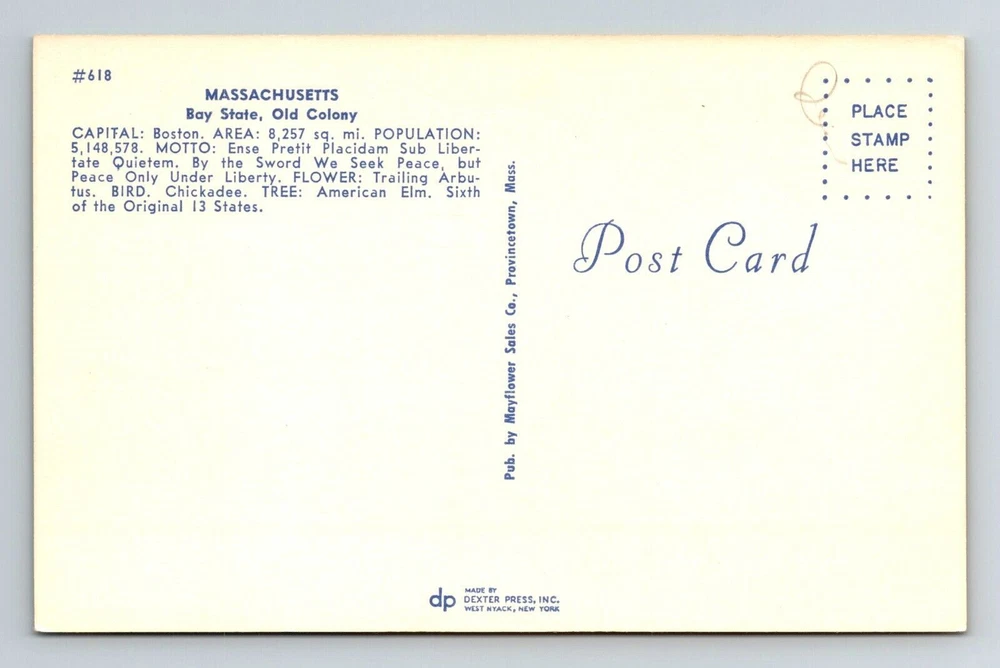 #618
MASSACHUSETTS
Bay State, Old Colony
CAPITAL: Boston. AREA: 8,257 sq. mi. POPULATION:
5,148,578. MOTTO: Ense Pretit Placidam Sub Liber-
tate Quietem. By the Sword We Seek Peace, but
Peace Only Under Liberty. FLOWER: Trailing Arbu-
tus. BIRD. Chickadee. TREE: American Elm. Sixth
of the Original 13 States.
Pub. by Mayflower Sales Co., Provincetown, Mass.
PLACE
STAMP
HERE
Post Card
dp
MADE BY
DEXTER PRESS, INC.
WEST NYACK, NEW YORK